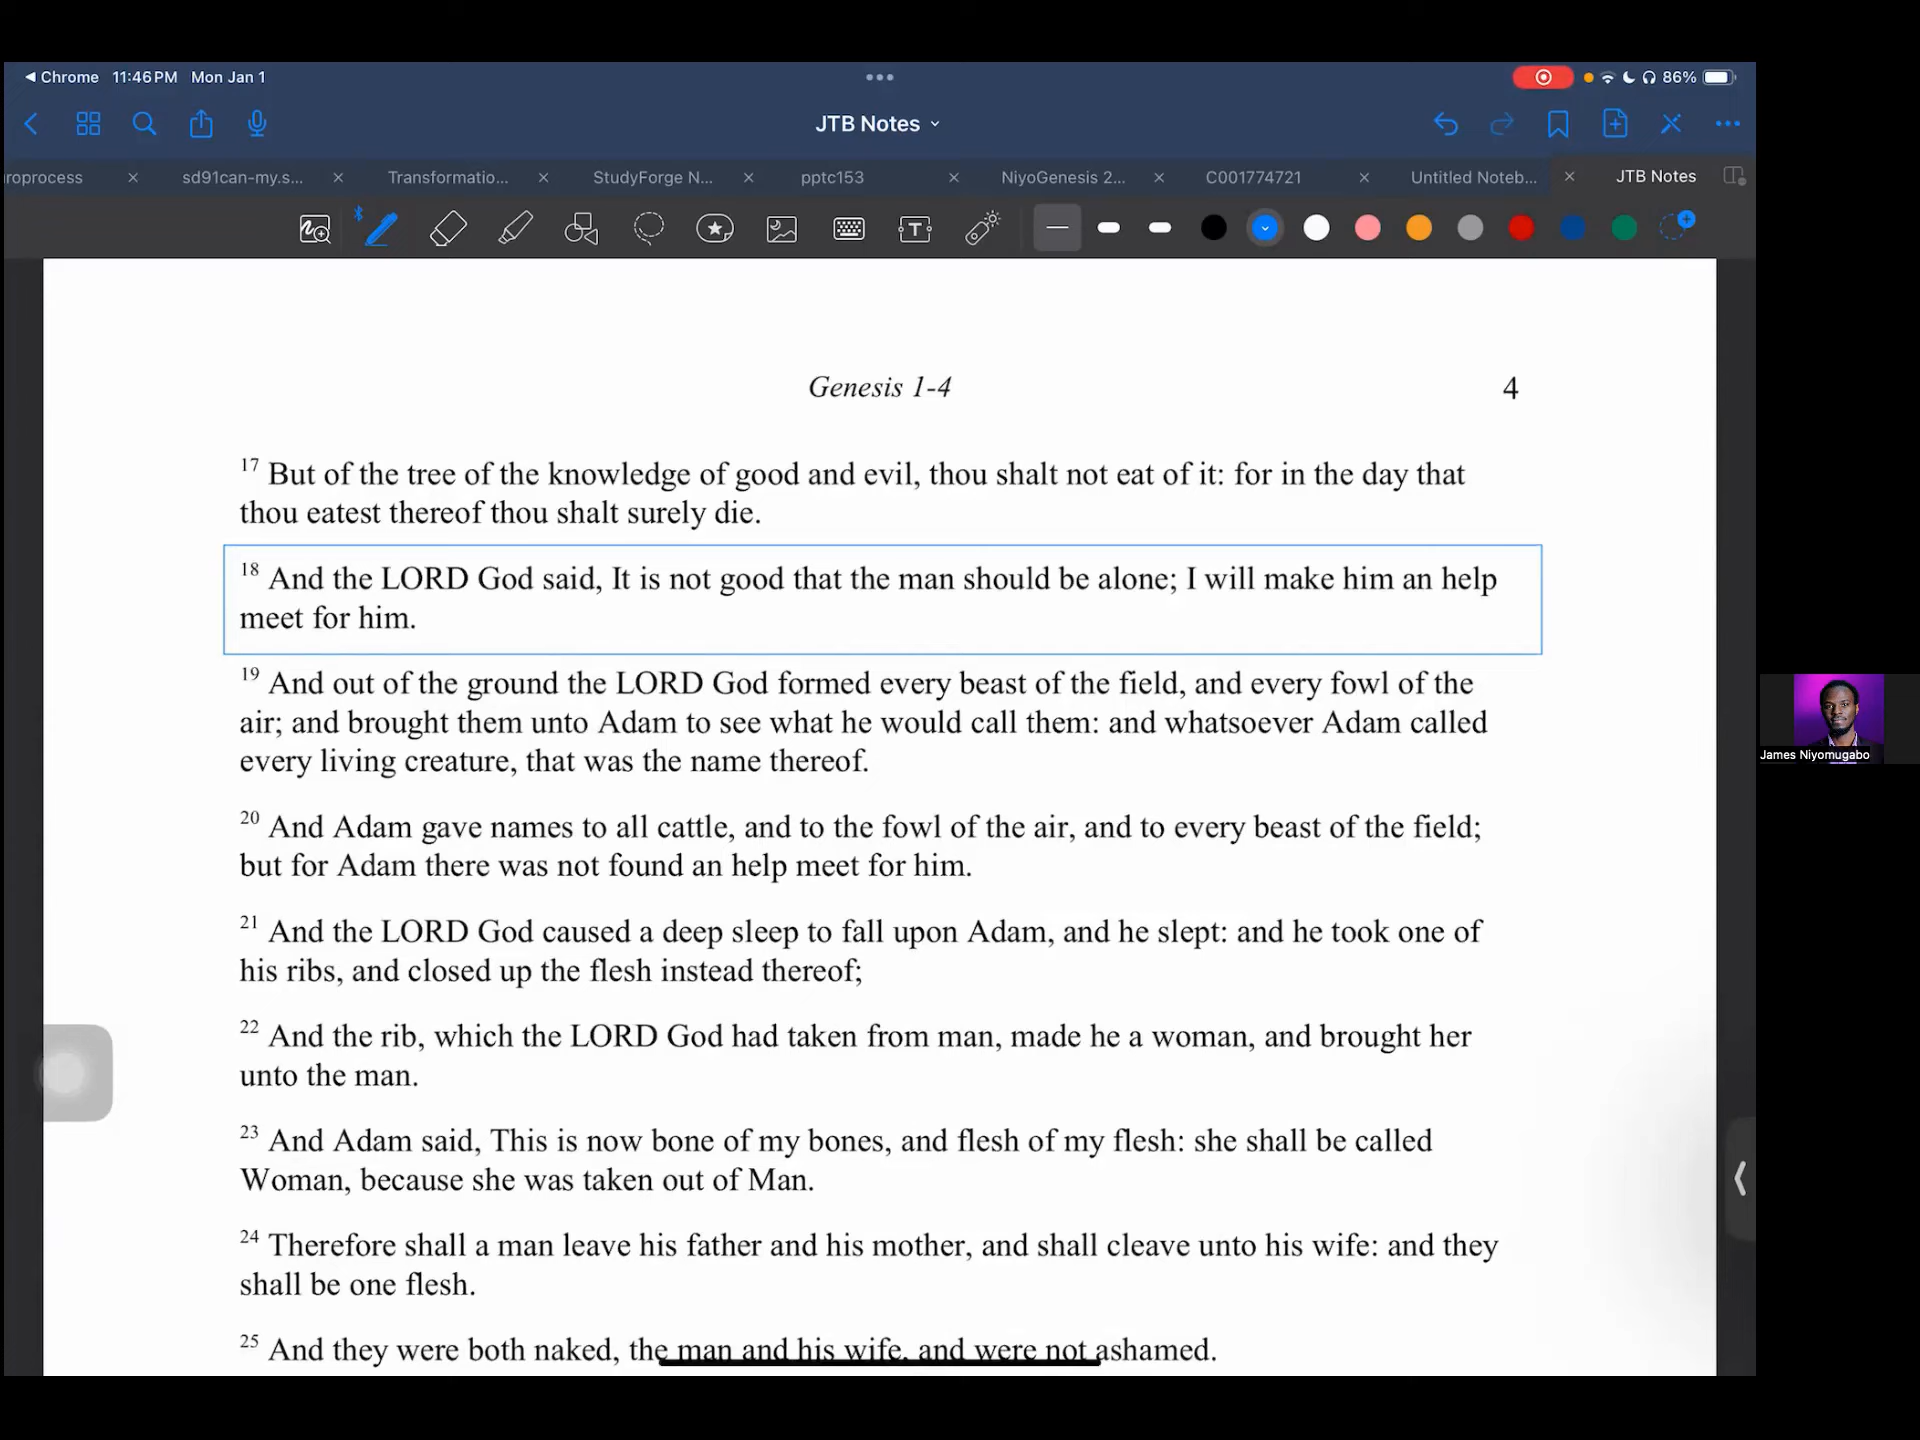 Chrome 11:46 PM Mon Jan 1
86%
JTB Notes
roprocess
sd91can-my.s...
Transformatio...
StudyForge N...
pptc153
NiyoGenesis 2...
C001774721
Untitled Noteb...
JTB Notes
T
Genesis 1-4
4
17 But of the tree of the knowledge of good and evil, thou shalt not eat of it: for in the day that
thou eatest thereof thou shalt surely die.
18 And the LORD God said, It is not good that the man should be alone; I will make him an help
meet for him.
19 And out of the ground the LORD God formed every beast of the field, and every fowl of the
air; and brought them unto Adam to see what he would call them: and whatsoever Adam called
every living creature, that was the name thereof.
20 And Adam gave names to all cattle, and to the fowl of the air, and to every beast of the field;
but for Adam there was not found an help meet for him.
21 And the LORD God caused a deep sleep to fall upon Adam, and he slept: and he took one of
his ribs, and closed up the flesh instead thereof;
22 And the rib, which the LORD God had taken from man, made he a woman, and brought her
unto the man.
23 And Adam said, This is now bone of my bones, and flesh of my flesh: she shall be called
Woman, because she was taken out of Man.
24 Therefore shall a man leave his father and his mother, and shall cleave unto his wife: and they
shall be one flesh.
25 And they were both naked, the man and his wife, and were not ashamed.
James Niyomugabo